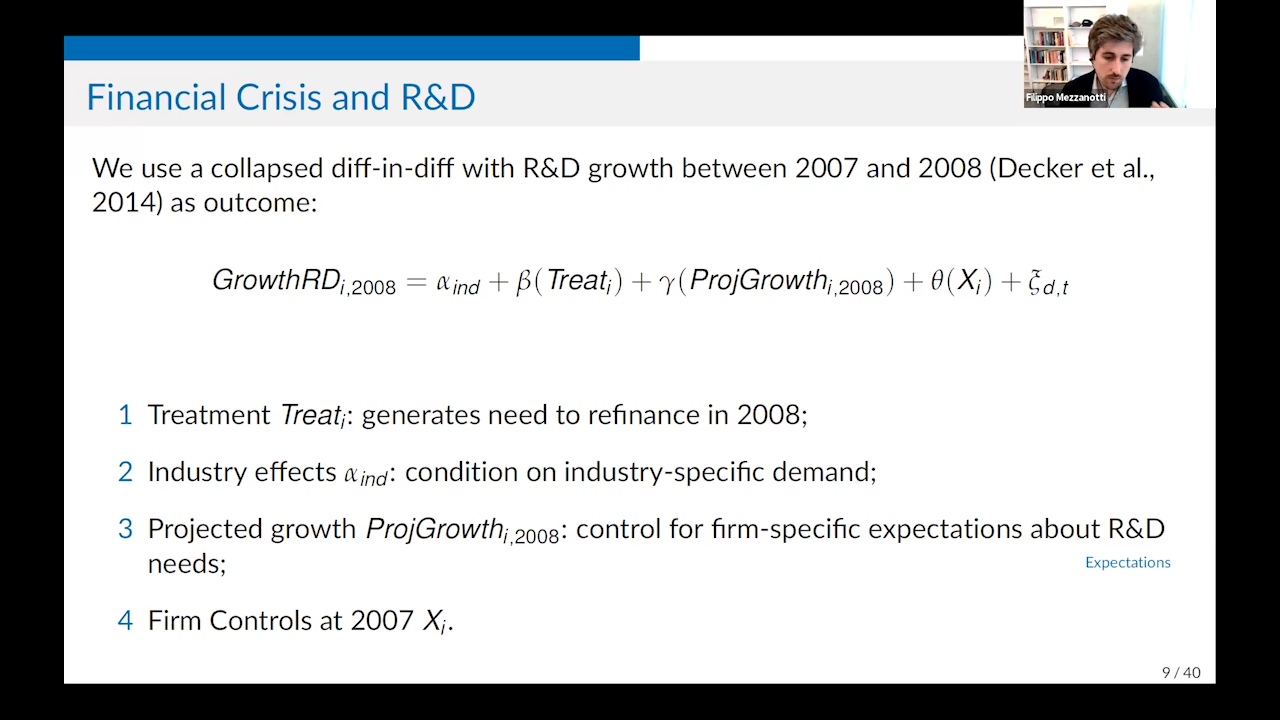 Filippo Mezzanotti
Financial Crisis and R&D
We use a collapsed diff-in-diff with R&D growth between 2007 and 2008 (Decker et al.,
2014) as outcome:
GrowthRD_{i,2008} = α_{ind} + β(Treat_i) + γ(ProjGrowth_{i,2008}) + θ(X_i) + ξ_{d,t}
1 Treatment Treat_i: generates need to refinance in 2008;
2 Industry effects α_{ind}: condition on industry-specific demand;
3 Projected growth ProjGrowth_{i,2008}: control for firm-specific expectations about R&D
needs;
Expectations
4 Firm Controls at 2007 X_i.
9 / 40